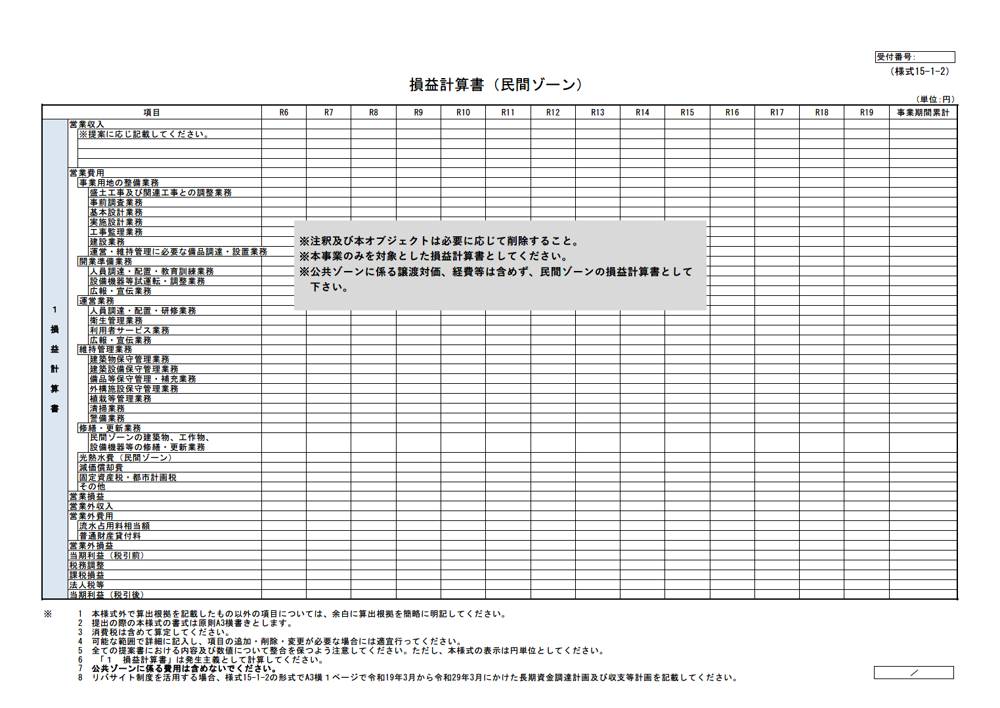 受付番号:
（様式15-1-2）
損益計算書（民間ゾーン）
（単位:円）
項目 R6 R7 R8 R9 R10 R11 R12 R13 R14 R15 R16 R17 R18 R19 事業期間累計
1 損益計算書
営業収入
※提案に応じ記載してください。
営業費用
事業用地の整備業務
盛土工事及び関連工事との調整業務
事前調査業務
基本設計業務
実施設計業務
工事監理業務
建設業務
運営・維持管理に必要な備品調達・設置業務
開業準備業務
人員調達・配置・教育訓練業務
設備機器等試運転・調整業務
広報・宣伝業務
運営業務
人員調達・配置・研修業務
衛生管理業務
利用者サービス業務
広報・宣伝業務
維持管理業務
建築物保守管理業務
建築設備保守管理業務
備品等保守管理・補充業務
外構施設保守管理業務
植栽等管理業務
清掃業務
警備業務
修繕・更新業務
民間ゾーンの建築物、工作物、
設備機器等の修繕・更新業務
光熱水費（民間ゾーン）
減価償却費
固定資産税・都市計画税
その他
営業損益
営業外収入
営業外費用
流水占用料相当額
普通財産貸付料
営業外損益
当期利益（税引前）
税務調整
課税損益
法人税等
当期利益（税引後）
※注釈及び本オブジェクトは必要に応じて削除すること。
※本事業のみを対象とした損益計算書としてください。
※公共ゾーンに係る譲渡対価、経費等は含めず、民間ゾーンの損益計算書として
下さい。
※ 1 本様式外で算出根拠を記載したもの以外の項目については、余白に算出根拠を簡略に明記してください。
2 提出の際の本様式の書式は原則A3横書きとします。
3 消費税は含めて算定してください。
4 可能な範囲で詳細に記入し、項目の追加・削除・変更が必要な場合には適宜行ってください。
5 全ての提案書における内容及び数値について整合を保つよう注意してください。ただし、本様式の表示は円単位としてください。
6 「１ 損益計算書」は発生主義として計算してください。
7 公共ゾーンに係る費用は含めないでください。
8 リバサイト制度を活用する場合、様式15-1-2の形式でA3横１ページで令和19年3月から令和29年3月にかけた長期資金調達計画及び収支等計画を記載してください。
／